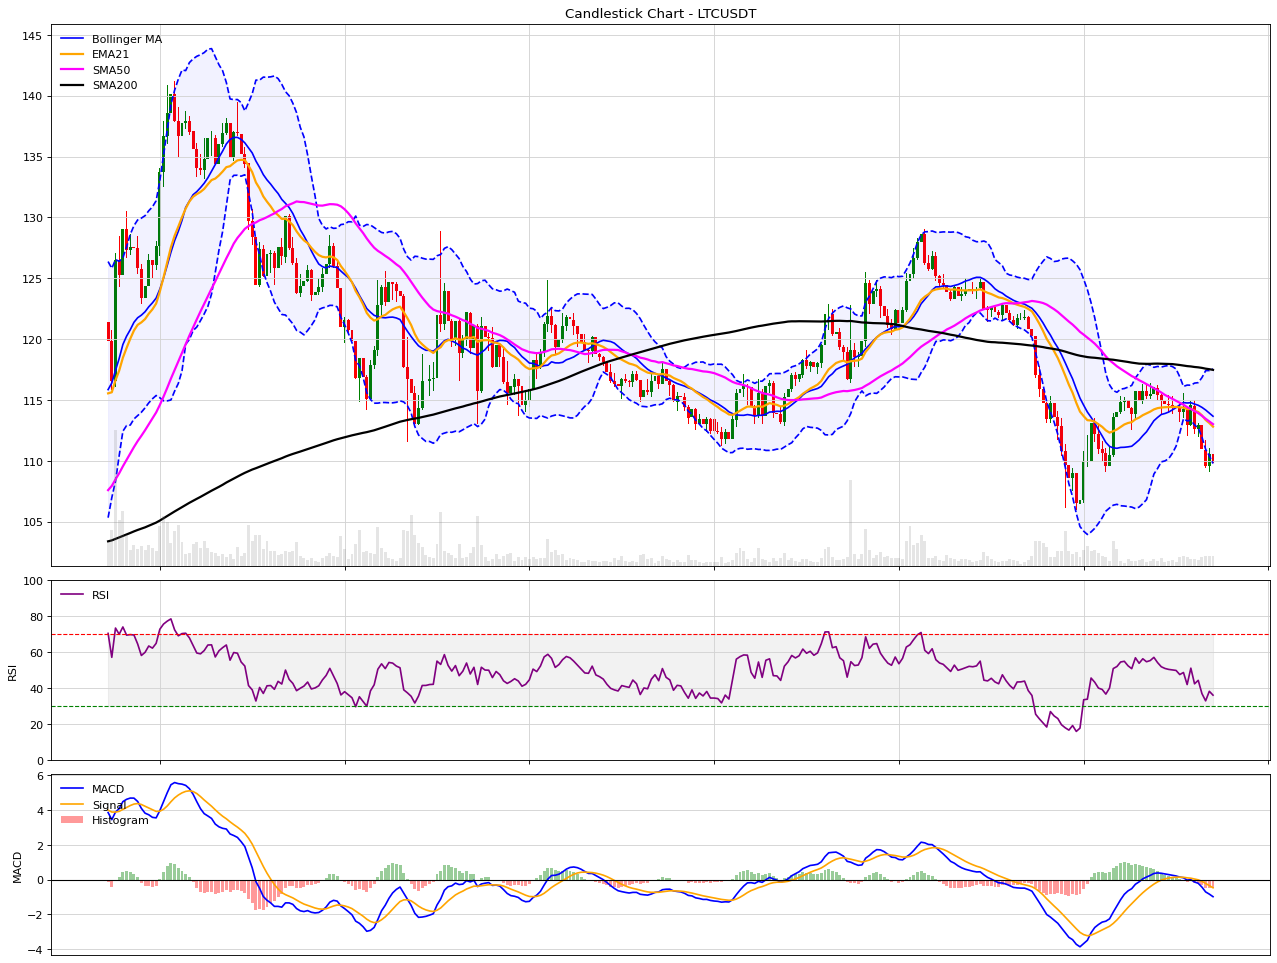 Candlestick Chart - LTCUSDT
Bollinger MA
EMA21
SMA50
SMA200
145
140
135
130
125
120
115
110
105
RSI
100
80
60
40
20
0
RSI
MACD
Signal
Histogram
6
4
2
0
−2
−4
MACD